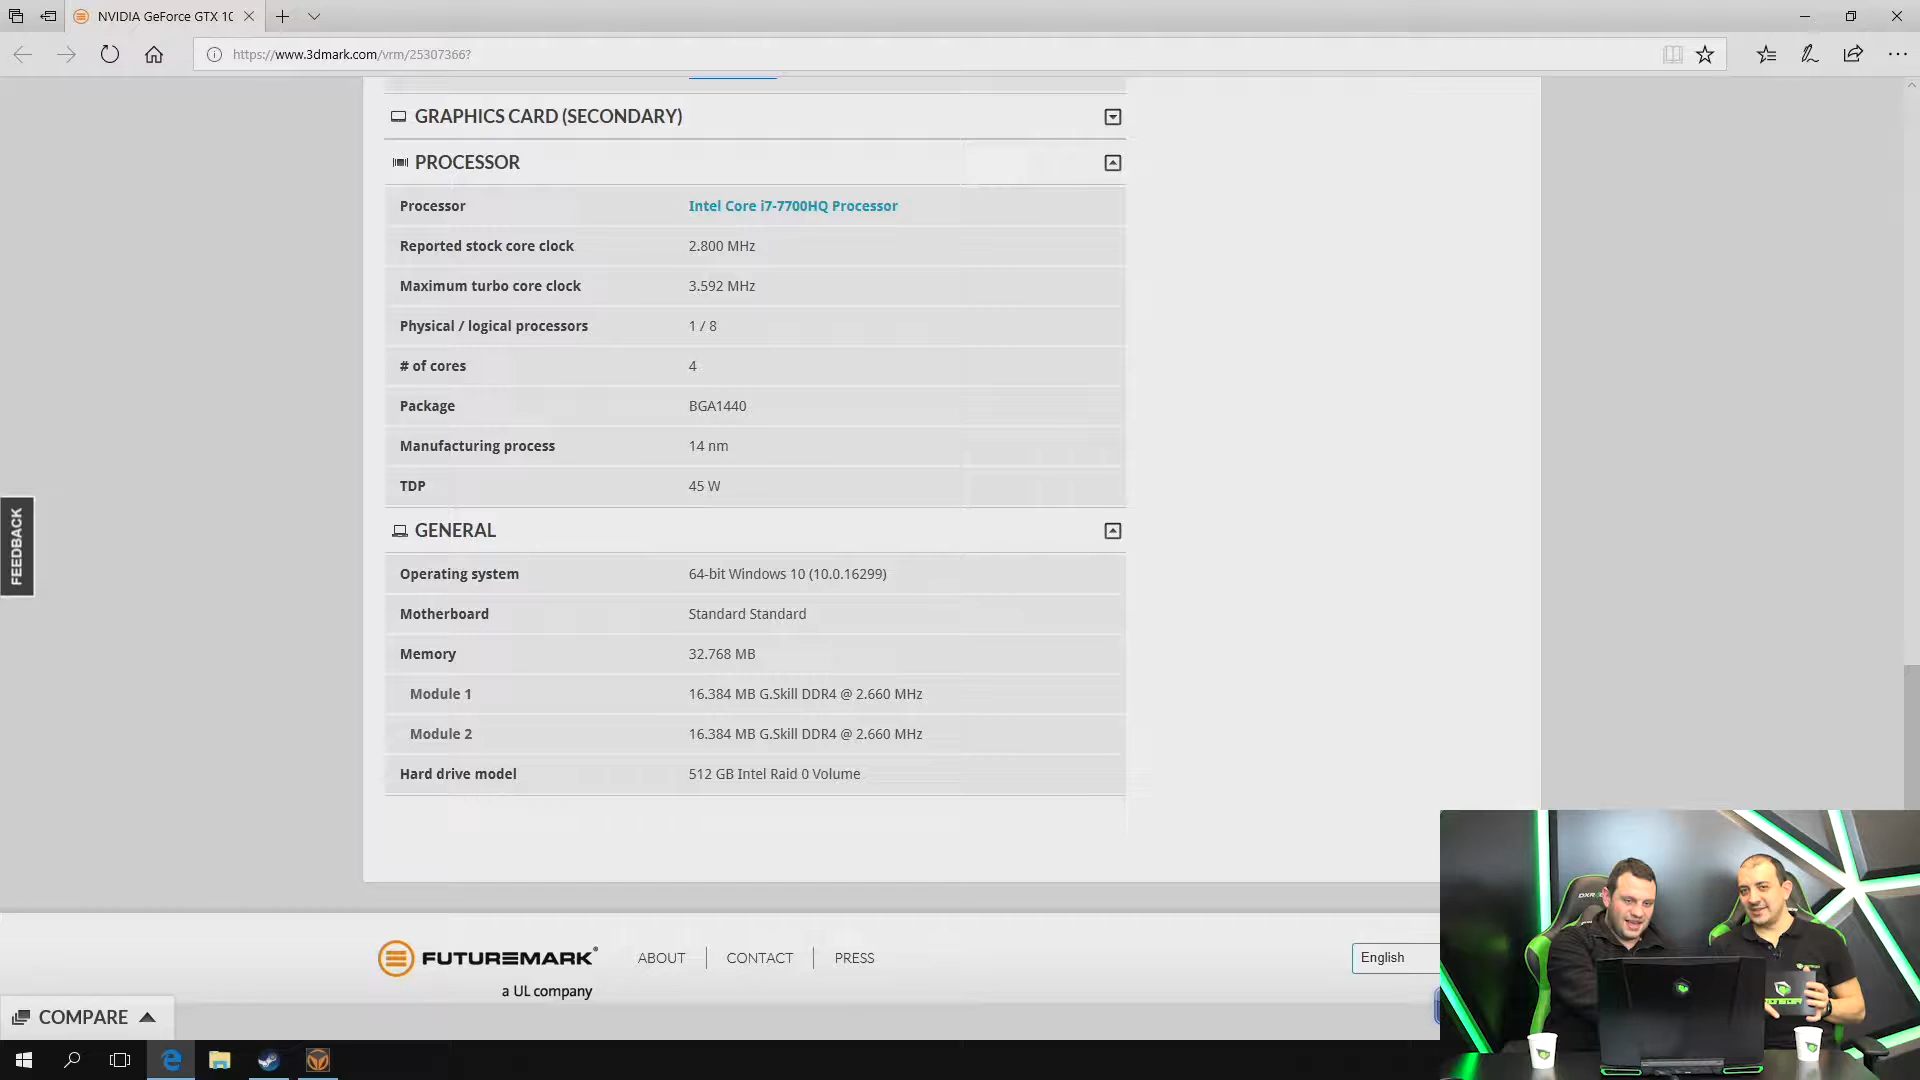 NVIDIA GeForce GTX 10
https://www.3dmark.com/vrm/25307366?
GRAPHICS CARD (SECONDARY)
PROCESSOR
Processor Intel Core i7-7700HQ Processor
Reported stock core clock 2.800 MHz
Maximum turbo core clock 3.592 MHz
Physical / logical processors 1 / 8
# of cores 4
Package BGA1440
Manufacturing process 14 nm
TDP 45 W
FEEDBACK
GENERAL
Operating system 64-bit Windows 10 (10.0.16299)
Motherboard Standard Standard
Memory 32.768 MB
Module 1 16.384 MB G.Skill DDR4 @ 2.660 MHz
Module 2 16.384 MB G.Skill DDR4 @ 2.660 MHz
Hard drive model 512 GB Intel Raid 0 Volume
FUTUREMARK
a UL company
ABOUT
CONTACT
PRESS
English
COMPARE